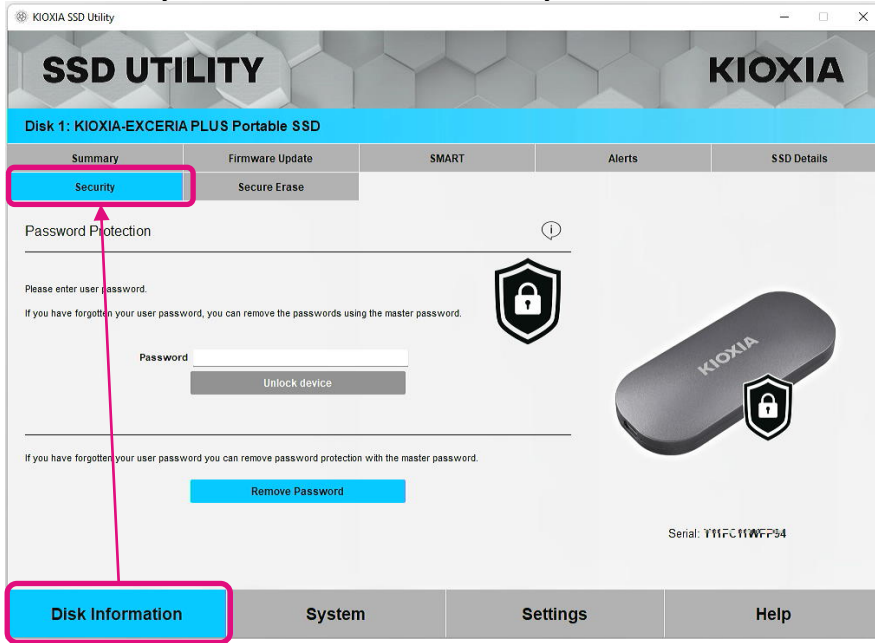 KIOXIA SSD Utility
SSD UTILITY
KIOXIA
Disk 1: KIOXIA-EXCERIA PLUS Portable SSD
Summary
Firmware Update
SMART
Alerts
SSD Details
Security
Secure Erase
Password Protection
Please enter user password.
If you have forgotten your user password, you can remove the passwords using the master password.
Password
Unlock device
KIOXIA
If you have forgotten your user password you can remove password protection with the master password.
Remove Password
Serial:
Disk Information
System
Settings
Help